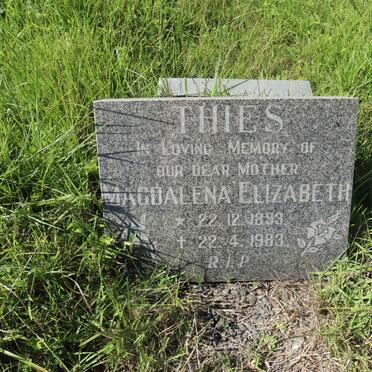 THIES
IN LOVING MEMORY OF
OUR DEAR MOTHER
MAGDALENA ELIZABETH
* 22.12.1893.
† 22.4.1983.
R.I.P.